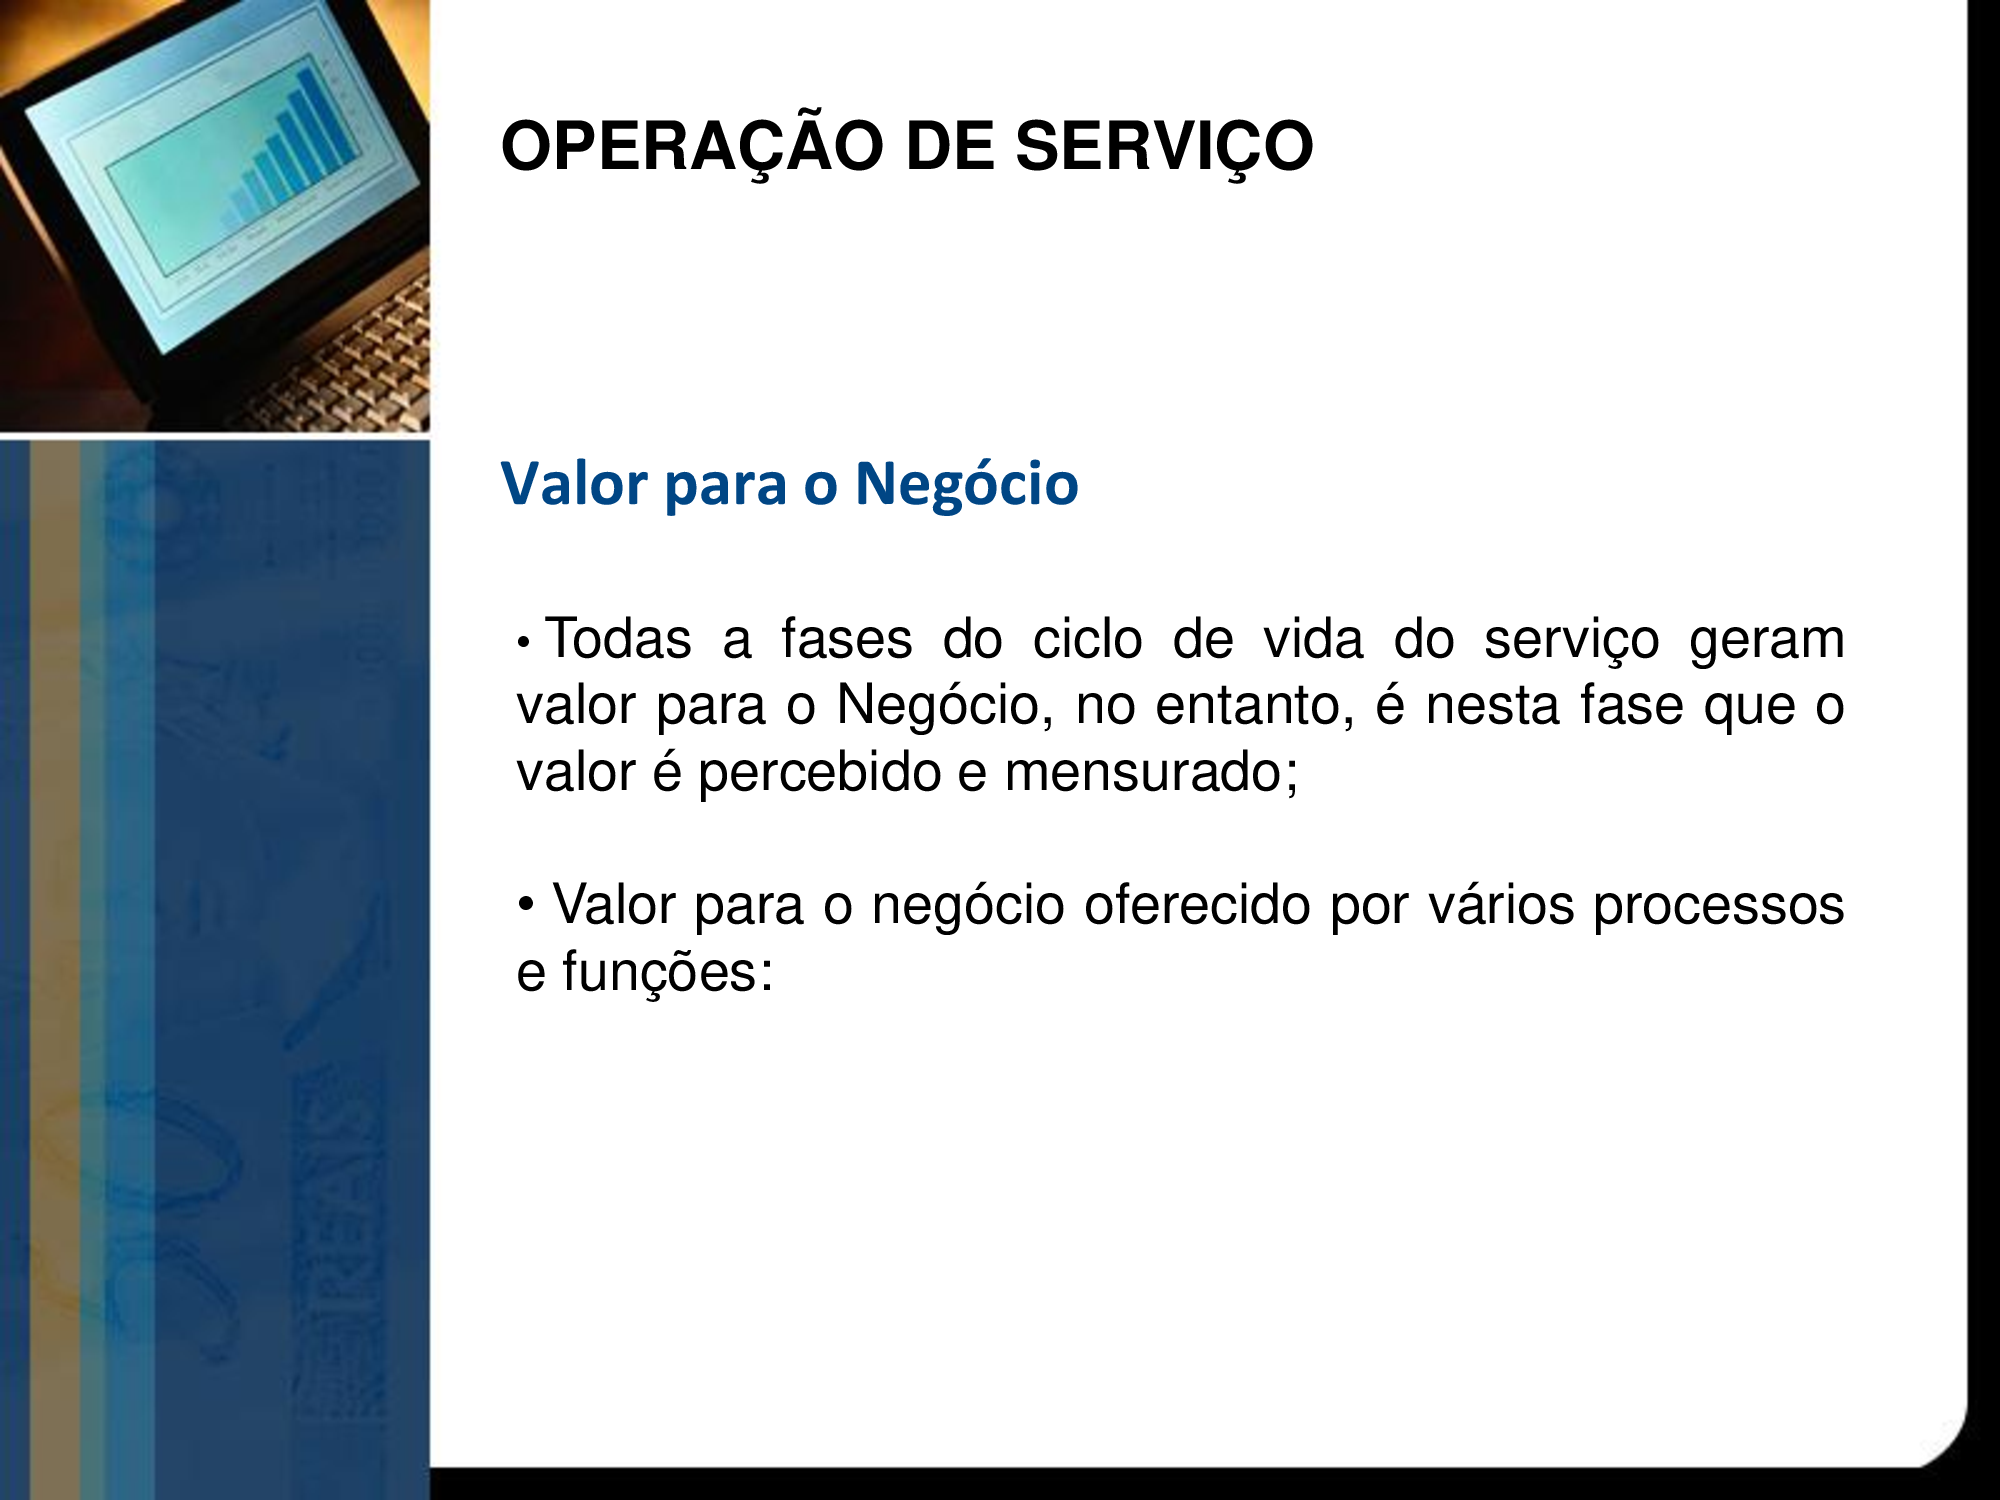 OPERAÇÃO DE SERVIÇO
Valor para o Negócio
• Todas a fases do ciclo de vida do serviço geram
valor para o Negócio, no entanto, é nesta fase que o
valor é percebido e mensurado;
• Valor para o negócio oferecido por vários processos
e funções:
REAIS